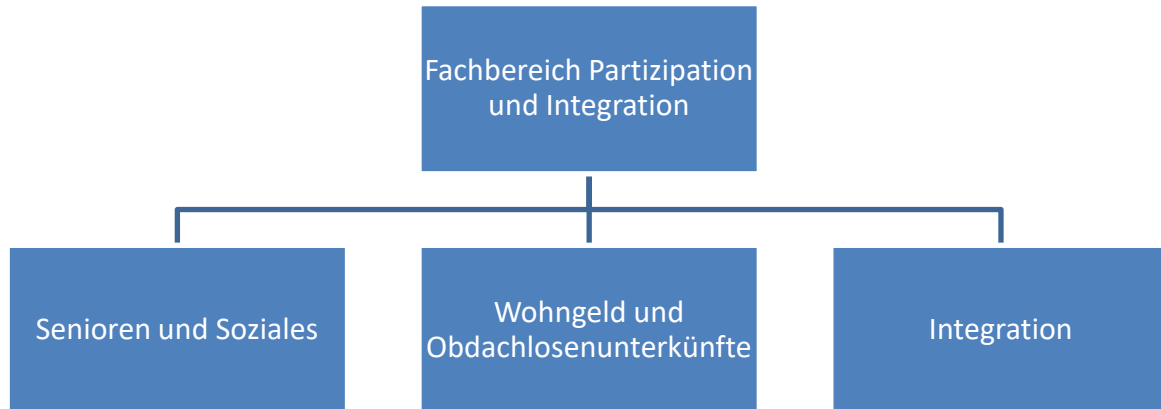 Fachbereich Partizipation
und Integration
Senioren und Soziales
Wohngeld und
Obdachlosenunterkünfte
Integration